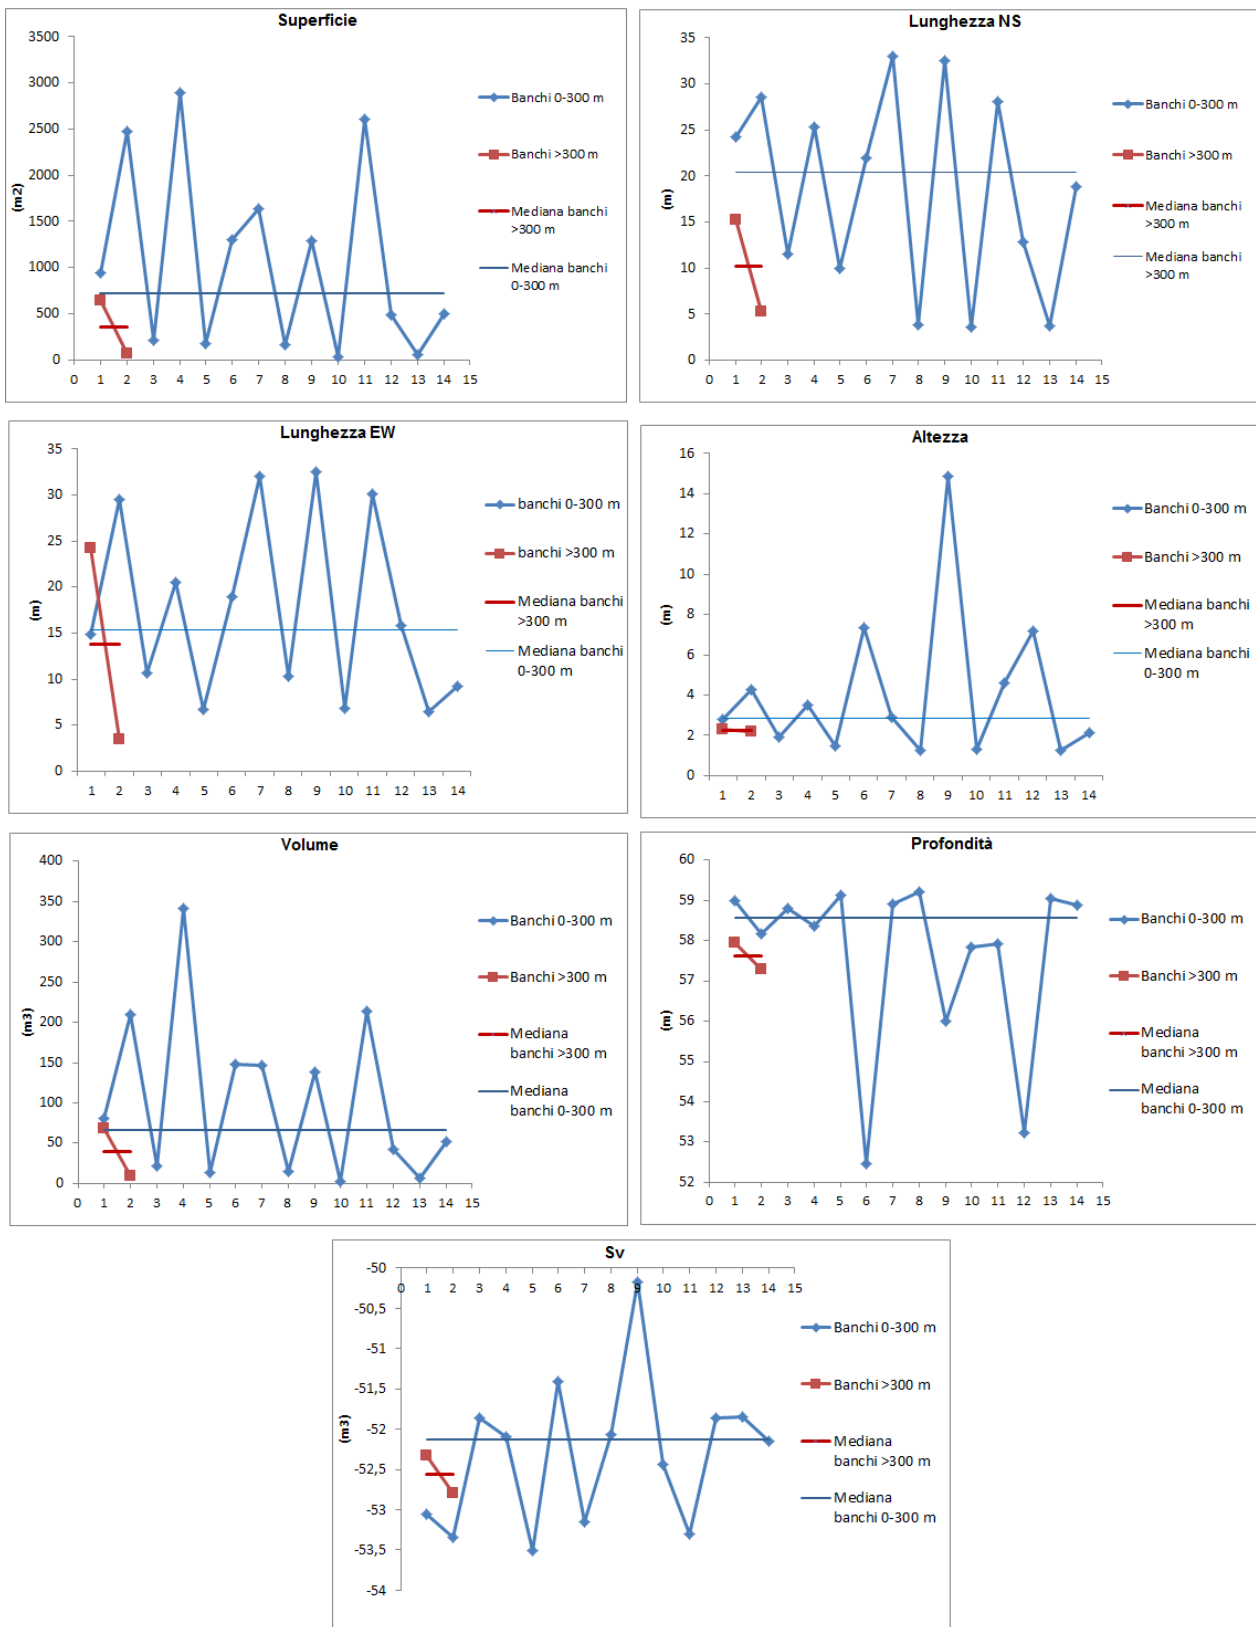 Superficie
3500
3000
2500
2000
1500
1000
500
0
(m2)
0 1 2 3 4 5 6 7 8 9 10 11 12 13 14 15
Banchi 0-300 m
Banchi >300 m
Mediana banchi
>300 m
Mediana banchi
0-300 m
Lunghezza NS
35
30
25
20
15
10
5
0
(m)
0 1 2 3 4 5 6 7 8 9 10 11 12 13 14 15
Banchi 0-300 m
Banchi >300 m
Mediana banchi
>300 m
Mediana banchi
>300 m
Lunghezza EW
35
30
25
20
15
10
5
0
(m)
1 2 3 4 5 6 7 8 9 10 11 12 13 14
banchi 0-300 m
banchi >300 m
Mediana banchi
>300 m
Mediana banchi
0-300 m
Altezza
16
14
12
10
8
6
4
2
0
(m)
1 2 3 4 5 6 7 8 9 10 11 12 13 14
Banchi 0-300 m
Banchi >300 m
Mediana banchi
>300 m
Mediana banchi
0-300 m
Volume
400
350
300
250
200
150
100
50
0
(m3)
0 1 2 3 4 5 6 7 8 9 10 11 12 13 14 15
Banchi 0-300 m
Banchi >300 m
Mediana
banchi >300 m
Mediana
banchi 0-300 m
Profondità
60
59
58
57
56
55
54
53
52
(m)
0 1 2 3 4 5 6 7 8 9 10 11 12 13 14 15
Banchi 0-300 m
Banchi >300 m
Mediana
banchi >300 m
Mediana
banchi 0-300 m
Sv
-50
-50,5
-51
-51,5
-52
-52,5
-53
-53,5
-54
(m3)
0 1 2 3 4 5 6 7 8 9 10 11 12 13 14 15
Banchi 0-300 m
Banchi >300 m
Mediana
banchi >300 m
Mediana
banchi 0-300 m